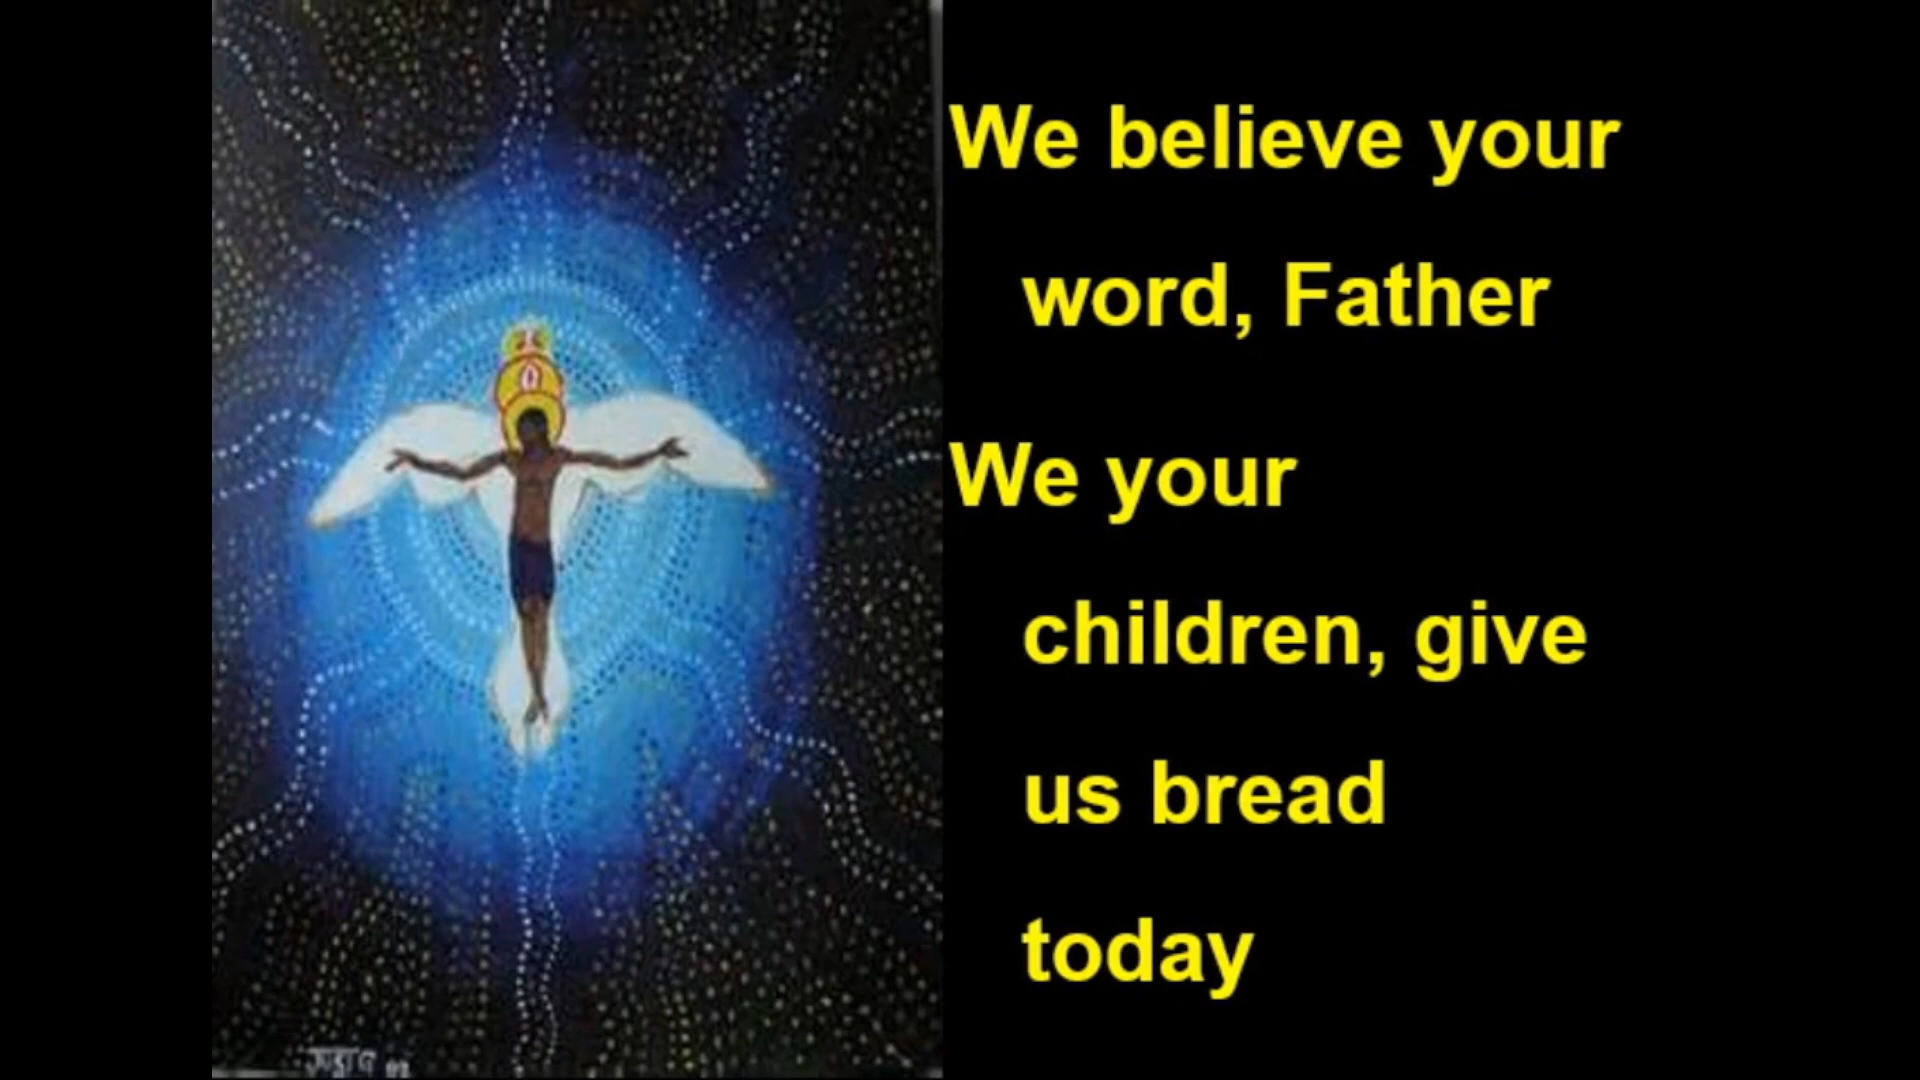 We believe your
word, Father
We your
children, give
us bread
today